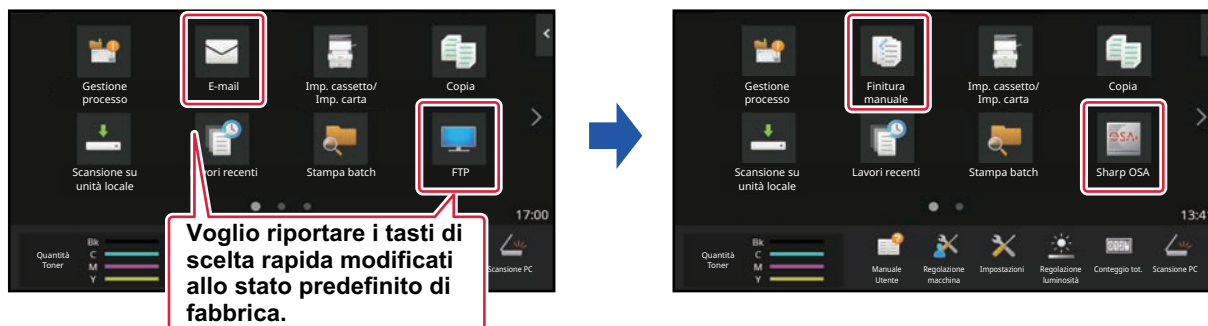 Gestione
processo
E-mail
Imp. cassetto/
Imp. carta
Copia
Scansione su
unità locale
Lavori recenti
Stampa batch
FTP
17:00
Voglio riportare i tasti di
scelta rapida modificati
allo stato predefinito di
fabbrica.
Quantità
Toner
Bk
C
M
Y
Scansione PC
Gestione
processo
Finitura
manuale
Imp. cassetto/
Imp. carta
Copia
Scansione su
unità locale
Lavori recenti
Stampa batch
OSA
Sharp OSA
13:41
Quantità
Toner
Bk
C
M
Y
Manuale
Utente
Regolazione
macchina
Impostazioni
Regolazione
luminosità
Conteggio tot.
Scansione PC